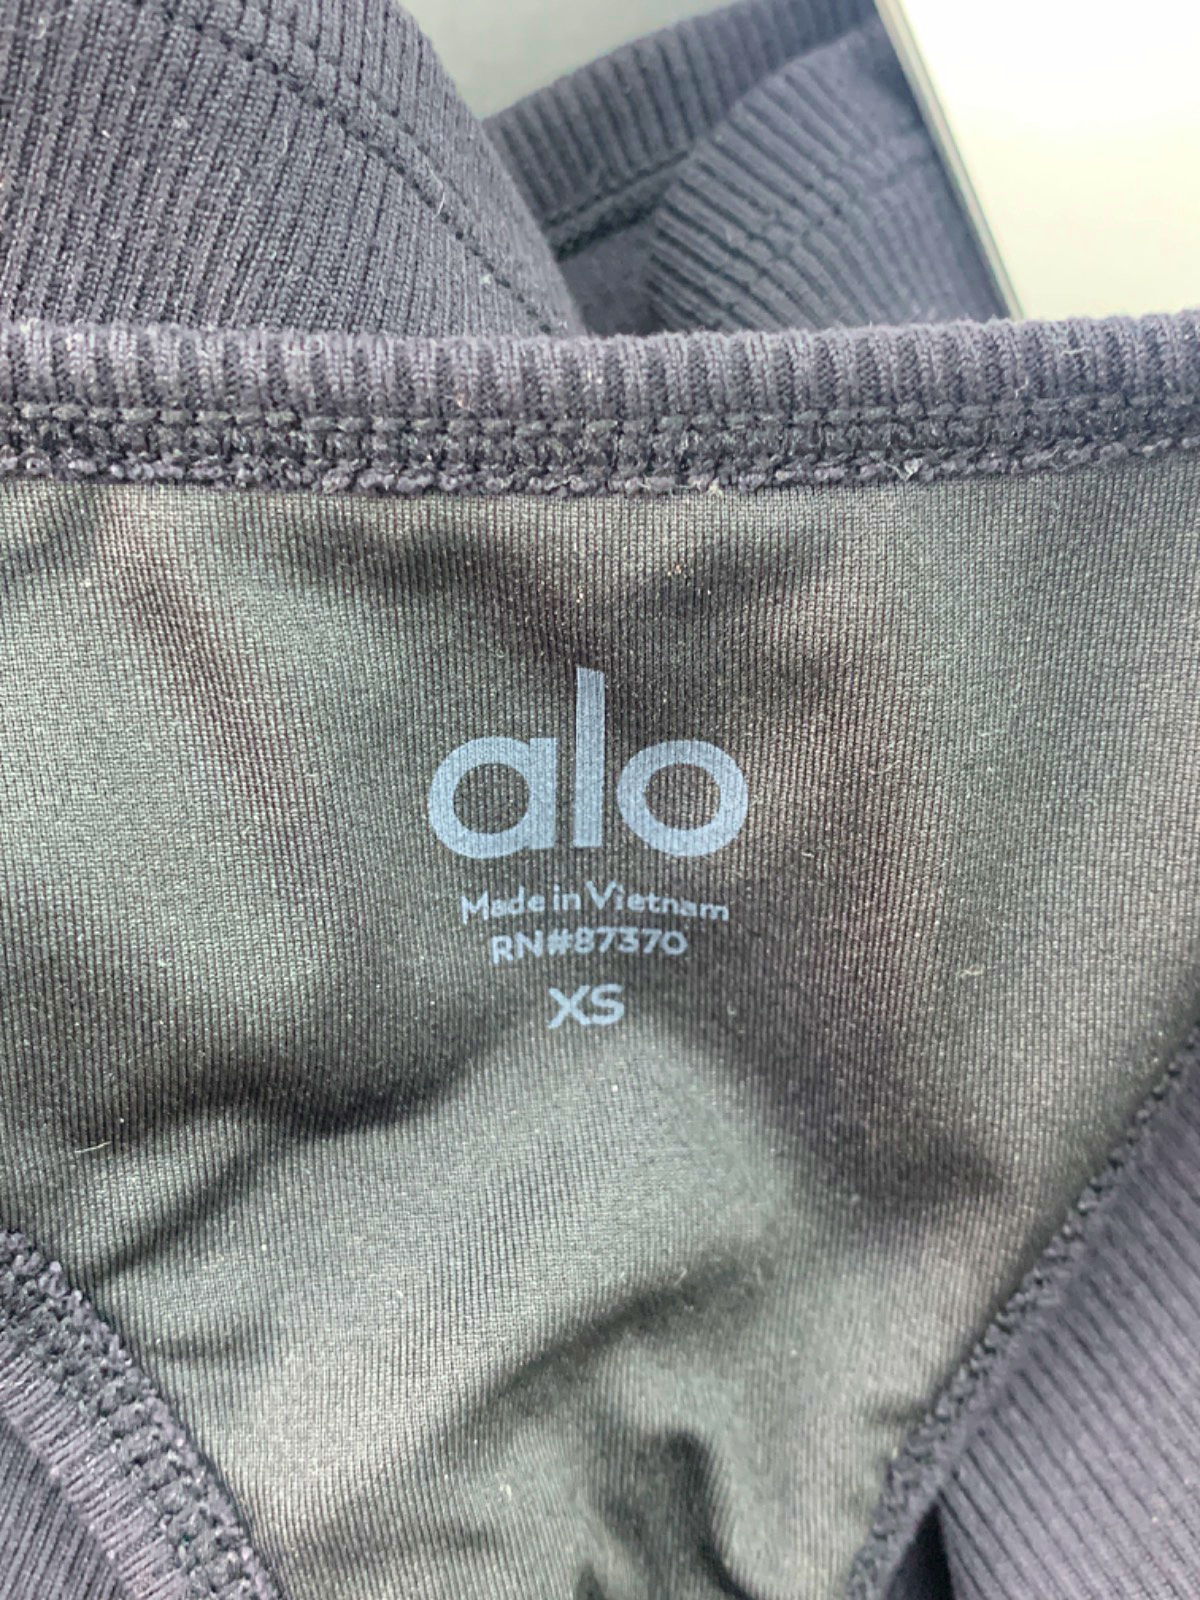 alo
Made in Vietnam
RN#87370
XS